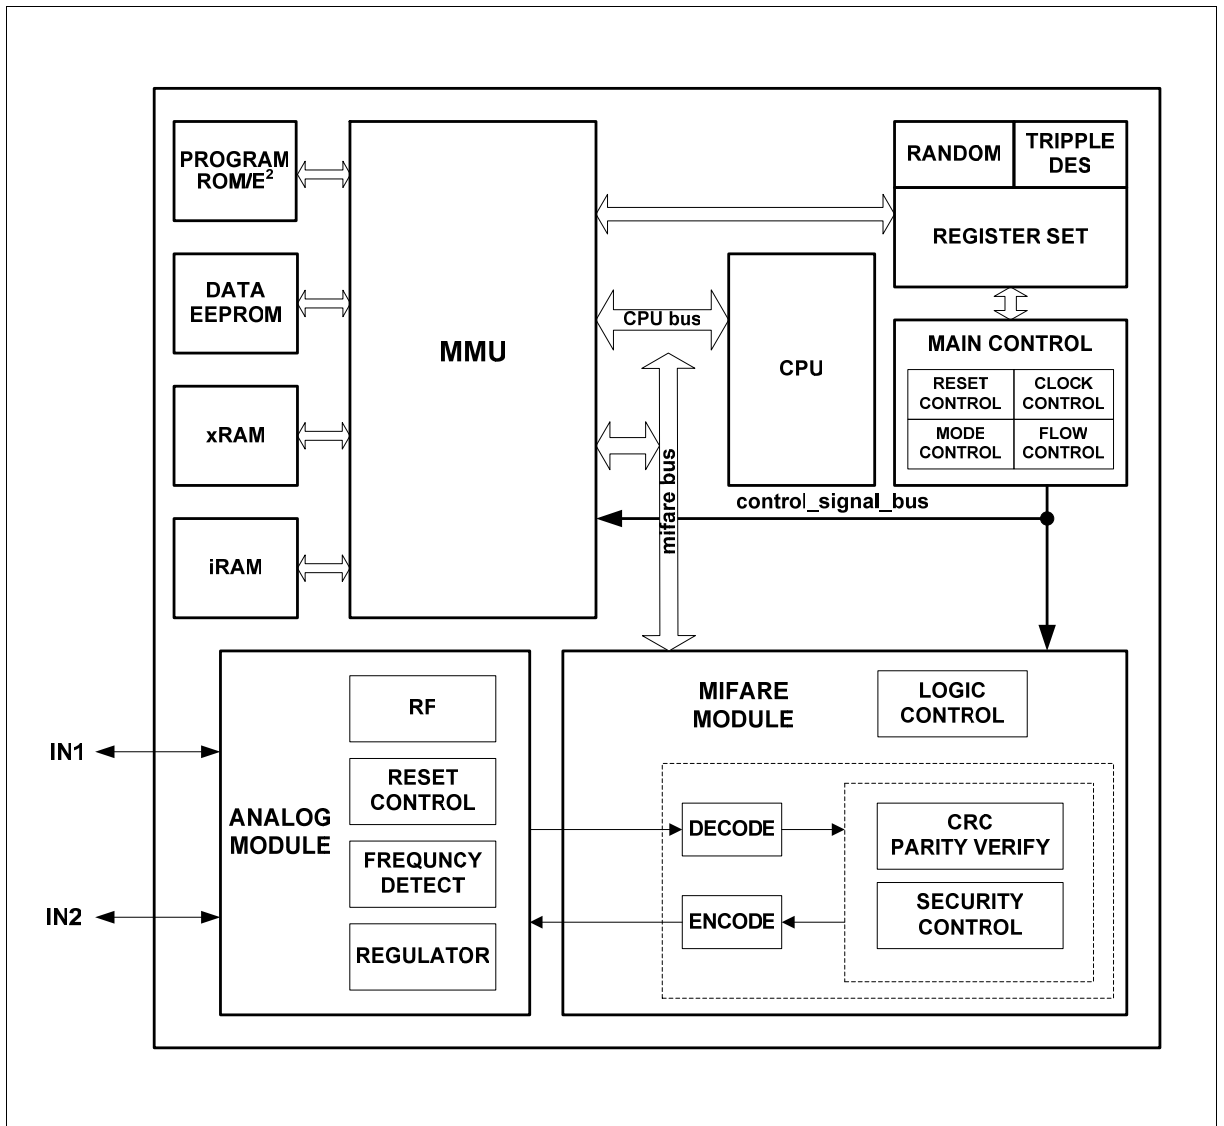 PROGRAM
ROM/E²
DATA
EEPROM
xRAM
iRAM
MMU
CPU bus
mifare bus
CPU
RANDOM
TRIPPLE
DES
REGISTER SET
MAIN CONTROL
RESET
CONTROL
CLOCK
CONTROL
MODE
CONTROL
FLOW
CONTROL
control_signal_bus
IN1
IN2
ANALOG
MODULE
RF
RESET
CONTROL
FREQUNCY
DETECT
REGULATOR
MIFARE
MODULE
LOGIC
CONTROL
DECODE
ENCODE
CRC
PARITY VERIFY
SECURITY
CONTROL